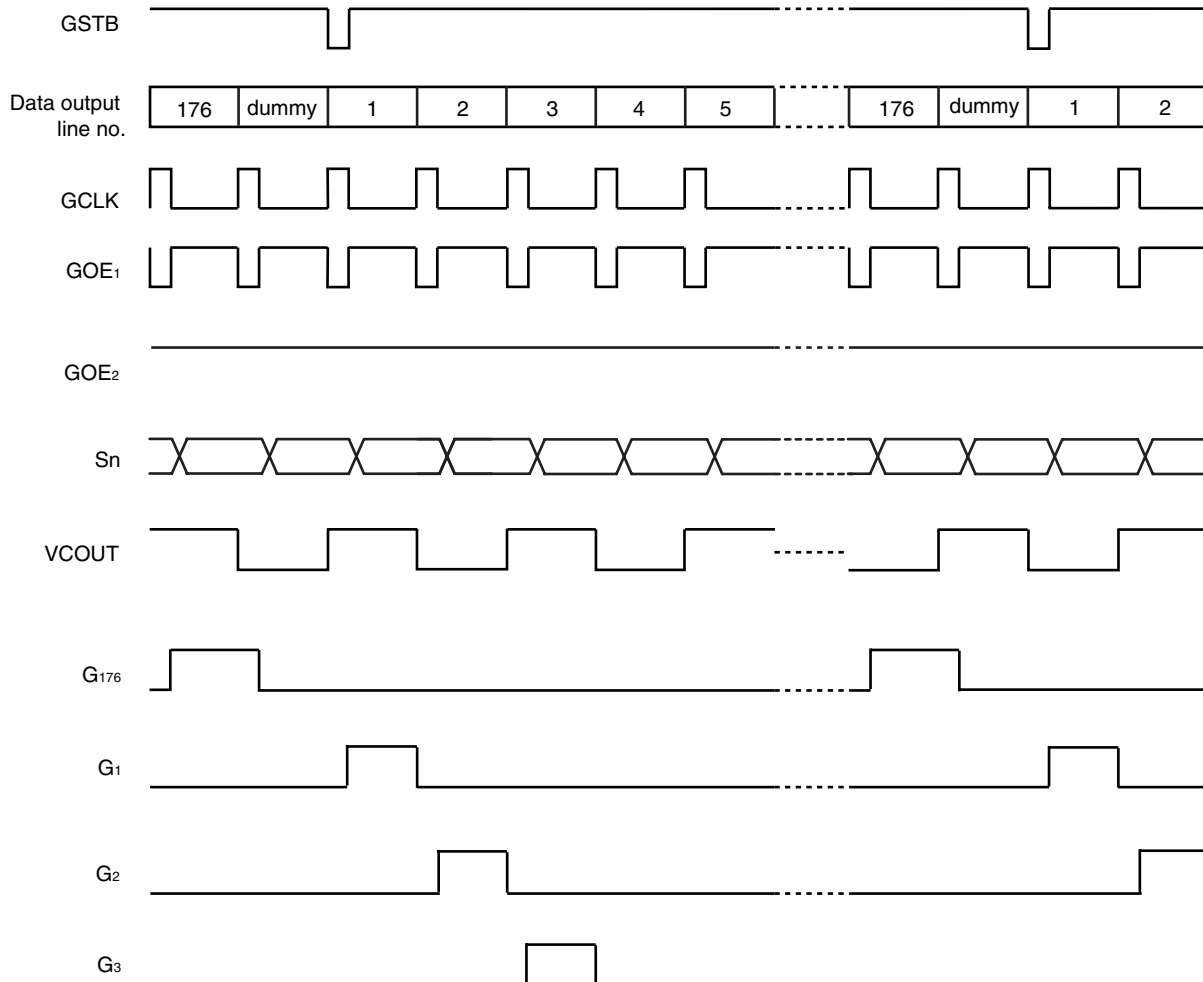 GSTB
Data output
line no.
176 dummy 1 2 3 4 5 176 dummy 1 2
GCLK
GOE1
GOE2
Sn
VCOUT
G176
G1
G2
G3